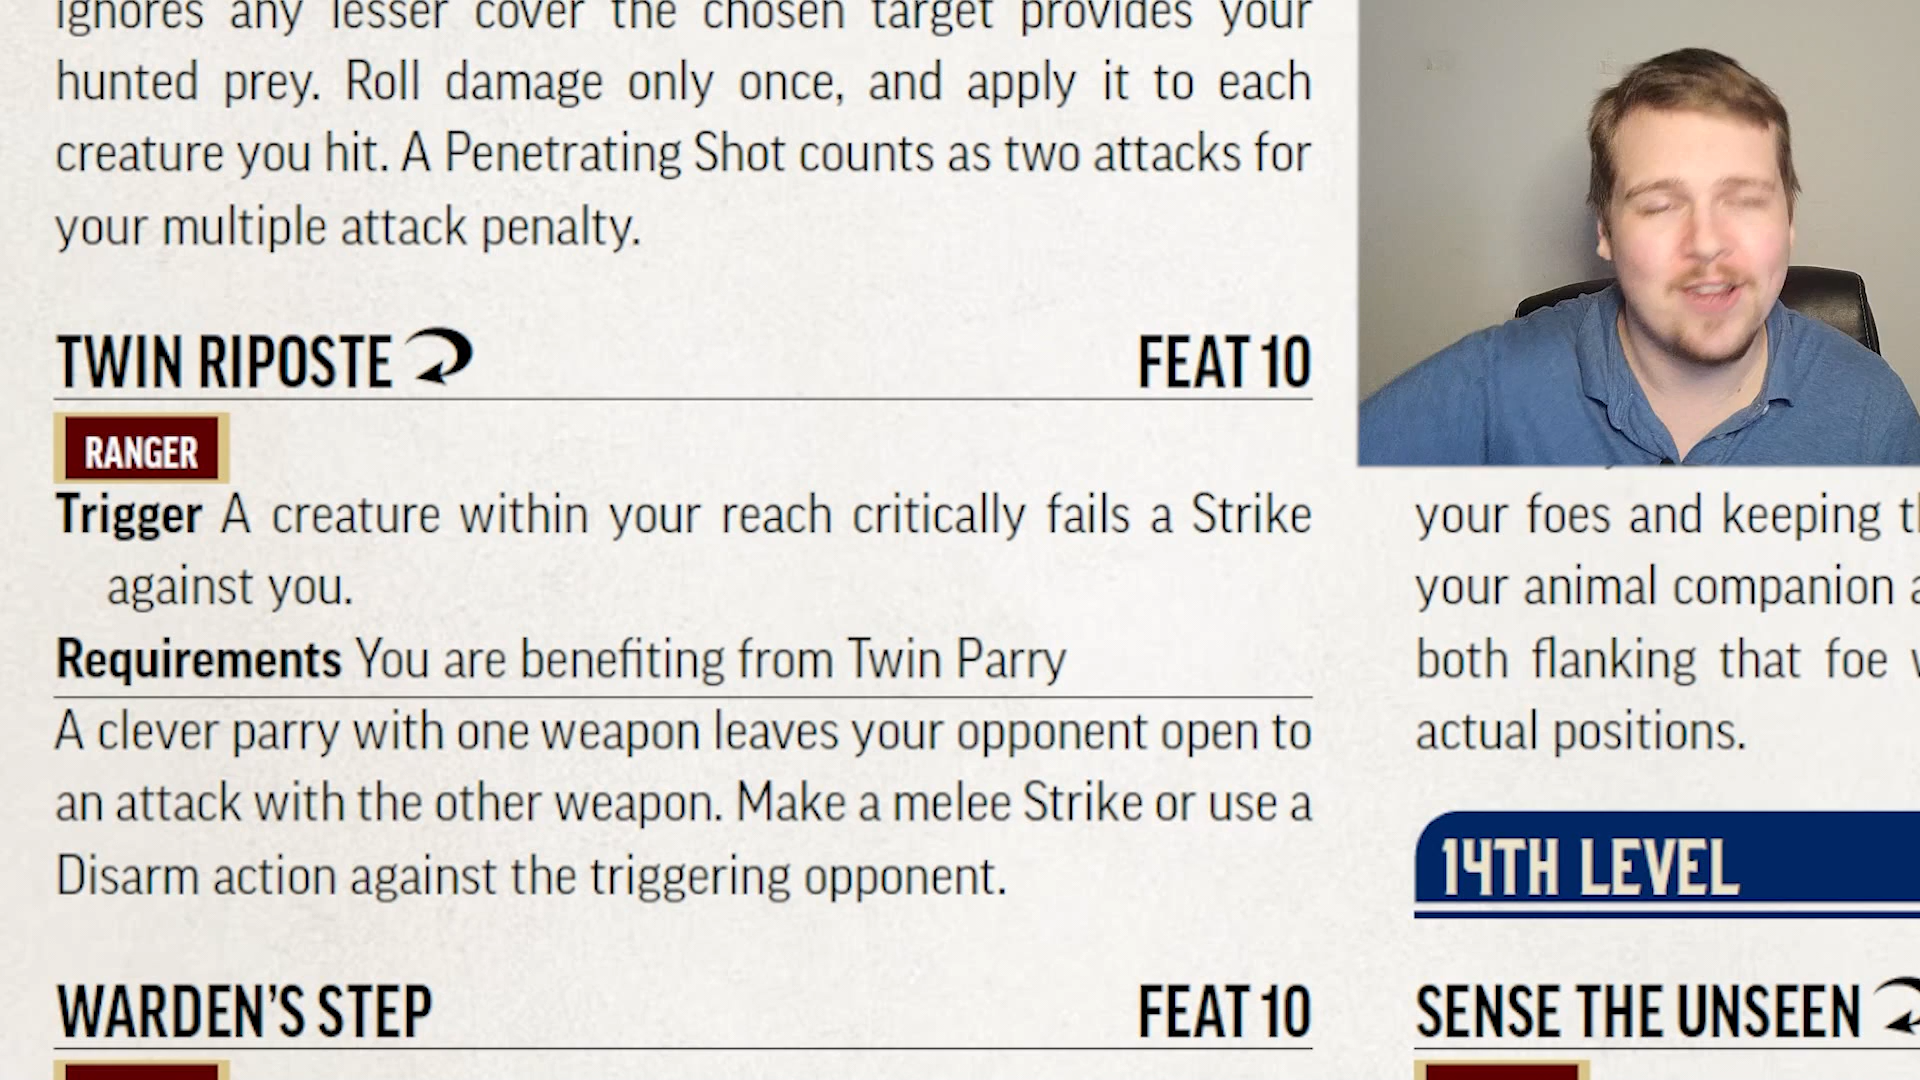 ignores any lesser cover the chosen target provides your
hunted prey. Roll damage only once, and apply it to each
creature you hit. A Penetrating Shot counts as two attacks for
your multiple attack penalty.
TWIN RIPOSTE FEAT 10
RANGER
Trigger A creature within your reach critically fails a Strike
against you.
Requirements You are benefiting from Twin Parry
A clever parry with one weapon leaves your opponent open to
an attack with the other weapon. Make a melee Strike or use a
Disarm action against the triggering opponent.
WARDEN'S STEP FEAT 10
your foes and keeping
your animal companion
both flanking that foe
actual positions.
14TH LEVEL
SENSE THE UNSEEN